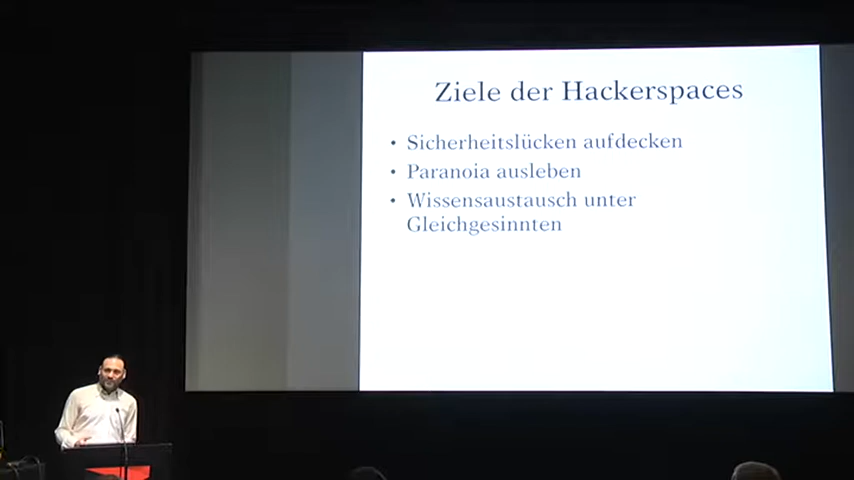 Ziele der Hackerspaces
• Sicherheitslücken aufdecken
• Paranoia ausleben
• Wissensaustausch unter
Gleichgesinnten